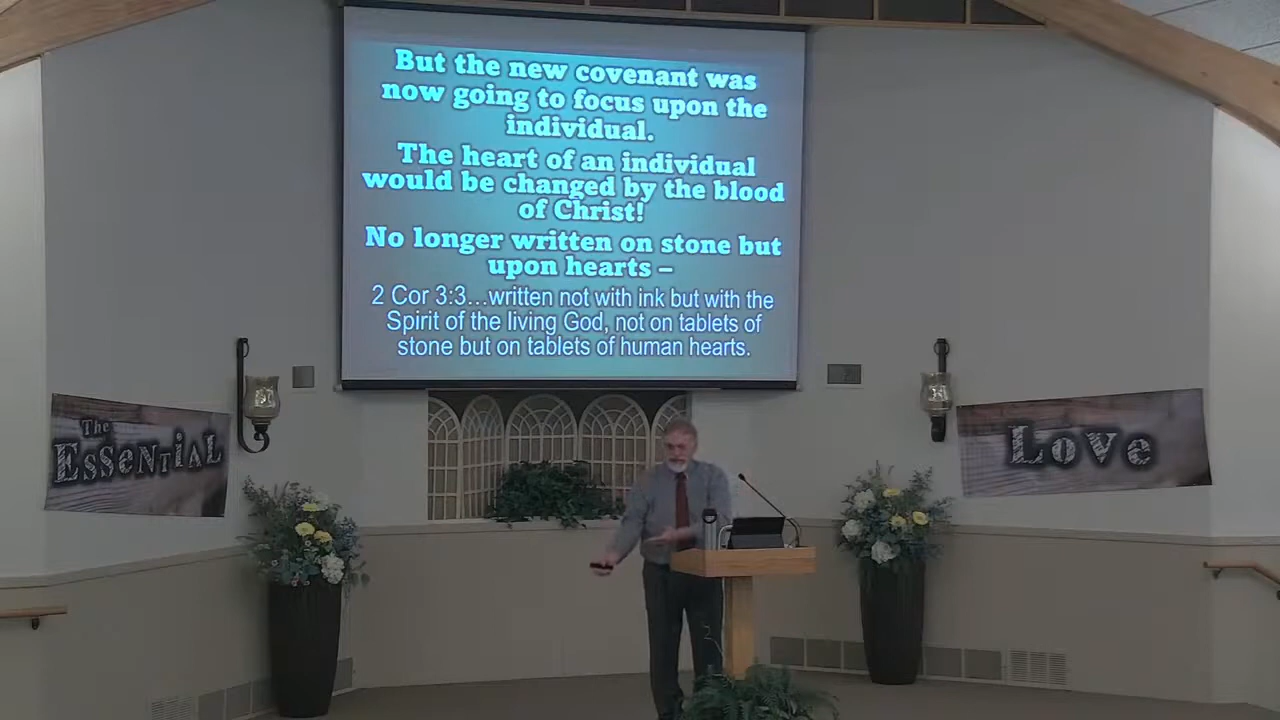 But the new covenant was
now going to focus upon the
individual.
The heart of an individual
would be changed by the blood
of Christ!
No longer written on stone but
upon hearts –
2 Cor 3:3...written not with ink but with the
Spirit of the living God, not on tablets of
stone but on tablets of human hearts.
The
ESSeNTiAL
LOVe